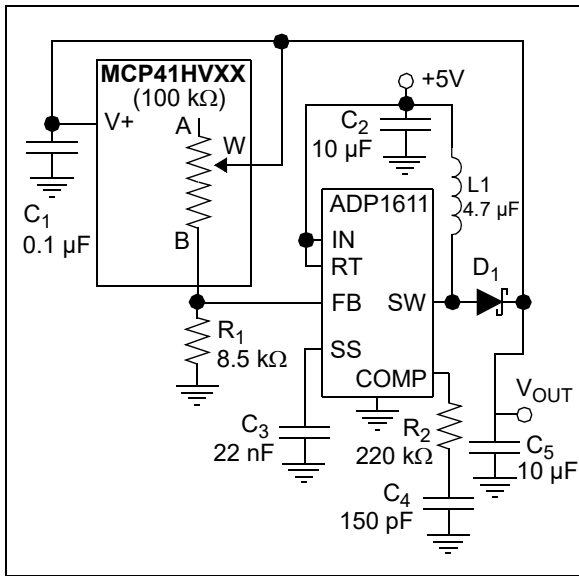 MCP41HVXX
(100 kΩ)
V+
A
W
B
C1
0.1 µF
+5V
C2
10 µF
L1
4.7 µF
ADP1611
IN
RT
D1
FB
SW
R1
8.5 kΩ
SS
COMP
VOUT
C3
22 nF
R2
220 kΩ
C5
10 µF
C4
150 pF